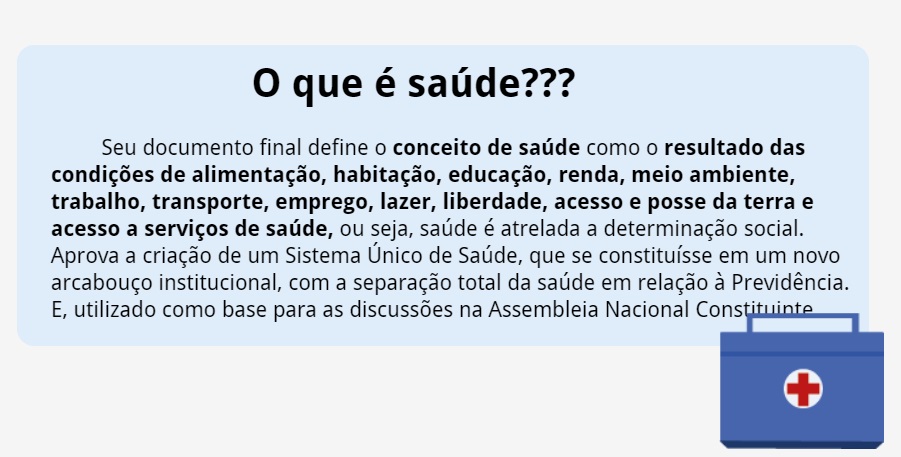 O que é saúde???
Seu documento final define o conceito de saúde como o resultado das
condições de alimentação, habitação, educação, renda, meio ambiente,
trabalho, transporte, emprego, lazer, liberdade, acesso e posse da terra e
acesso a serviços de saúde, ou seja, saúde é atrelada a determinação social.
Aprova a criação de um Sistema Único de Saúde, que se constituísse em um novo
arcabouço institucional, com a separação total da saúde em relação à Previdência.
E, utilizado como base para as discussões na Assembleia Nacional Constituinte